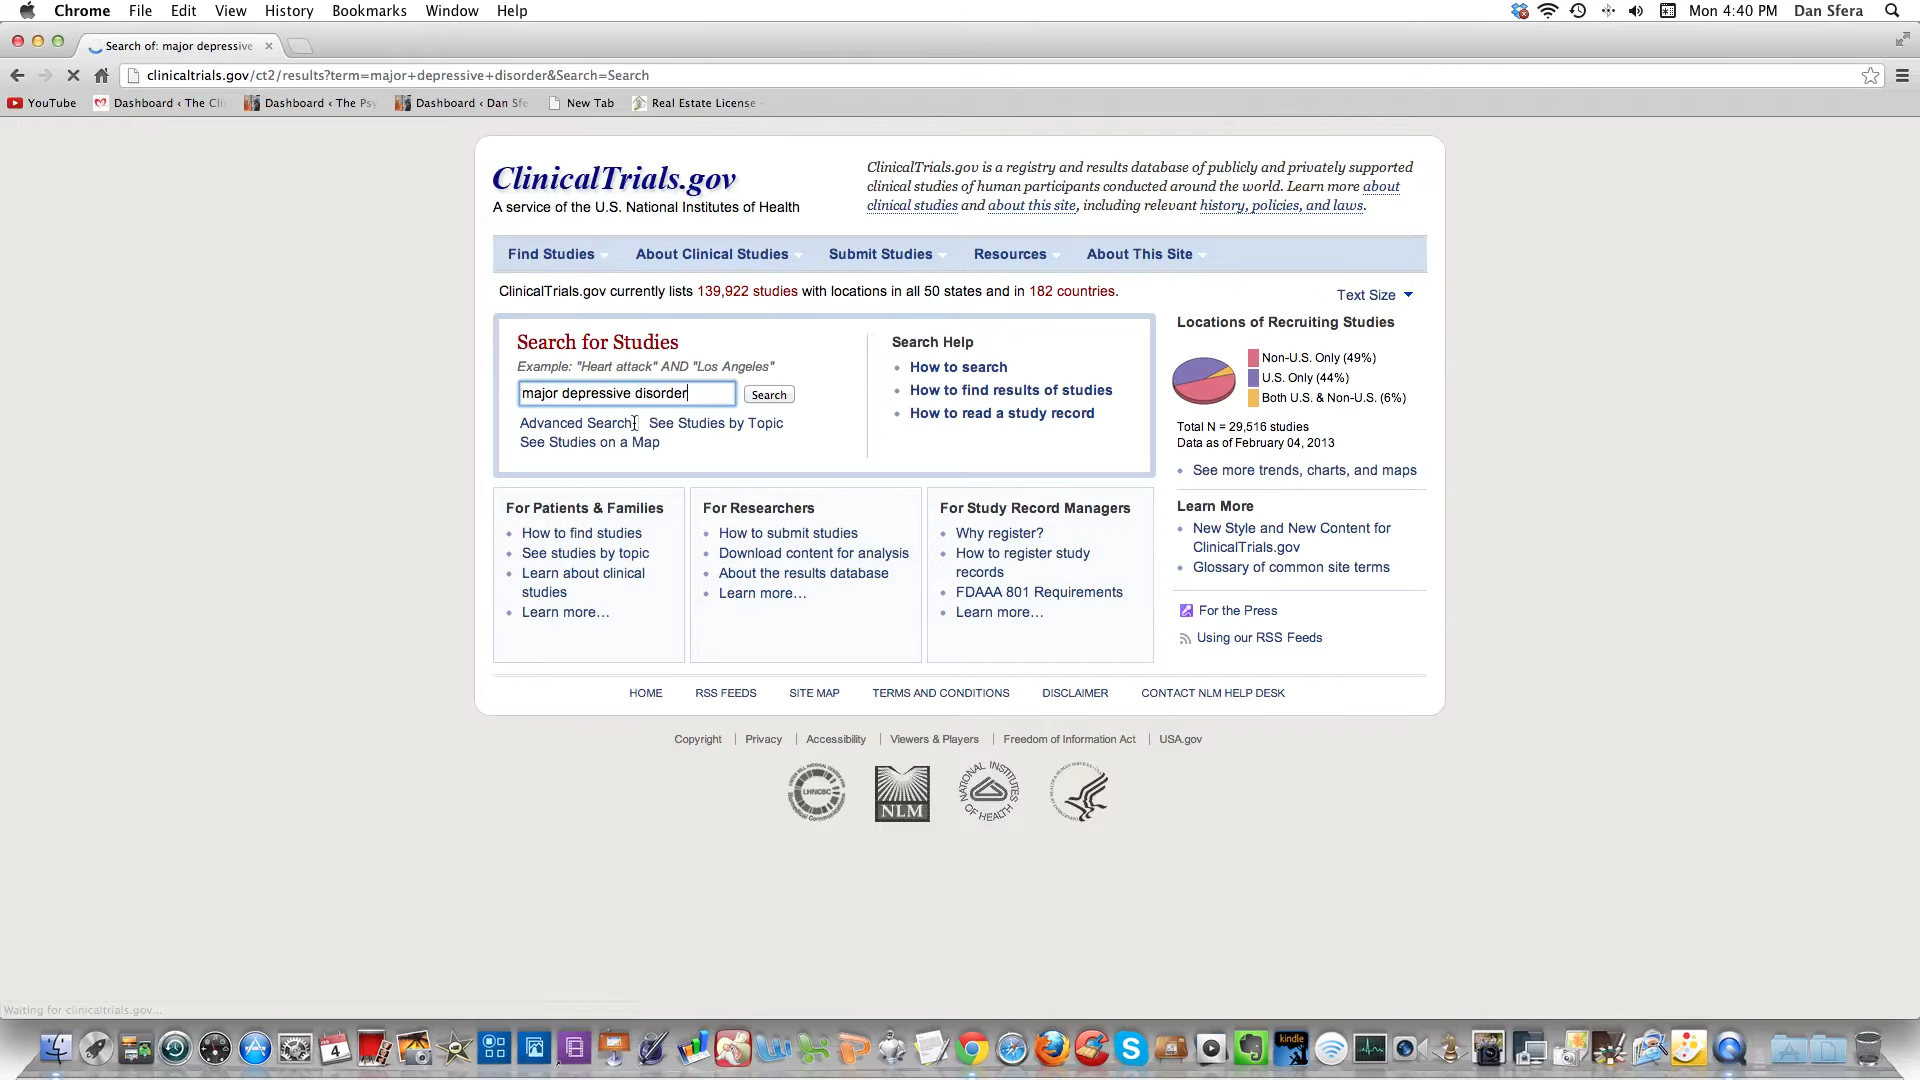 Chrome File Edit View History Bookmarks Window Help Mon 4:40 PM Dan Sfera
Search of: major depressive
clinicaltrials.gov/ct2/results?term=major+depressive+disorder&Search=Search
YouTube Dashboard ‹ The Cli Dashboard ‹ The Psy Dashboard ‹ Dan Sfe New Tab Real Estate License
ClinicalTrials.gov
A service of the U.S. National Institutes of Health
ClinicalTrials.gov is a registry and results database of publicly and privately supported
clinical studies of human participants conducted around the world. Learn more about
clinical studies and about this site, including relevant history, policies, and laws.
Find Studies About Clinical Studies Submit Studies Resources About This Site
ClinicalTrials.gov currently lists 139,922 studies with locations in all 50 states and in 182 countries.
Text Size
Search for Studies
Example: "Heart attack" AND "Los Angeles"
major depressive disorder
Search
Advanced Search See Studies by Topic
See Studies on a Map
Search Help
How to search
How to find results of studies
How to read a study record
Locations of Recruiting Studies
Non-U.S. Only (49%)
U.S. Only (44%)
Both U.S. & Non-U.S. (6%)
Total N = 29,516 studies
Data as of February 04, 2013
See more trends, charts, and maps
Learn More
New Style and New Content for
ClinicalTrials.gov
Glossary of common site terms
For the Press
Using our RSS Feeds
For Patients & Families
How to find studies
See studies by topic
Learn about clinical
studies
Learn more…
For Researchers
How to submit studies
Download content for analysis
About the results database
Learn more…
For Study Record Managers
Why register?
How to register study
records
FDAAA 801 Requirements
Learn more…
HOME RSS FEEDS SITE MAP TERMS AND CONDITIONS DISCLAIMER CONTACT NLM HELP DESK
Copyright Privacy Accessibility Viewers & Players Freedom of Information Act USA.gov
LHNCBC
NLM
NATIONAL INSTITUTES OF HEALTH
Waiting for clinicaltrials.gov...
FEB
4
kindle